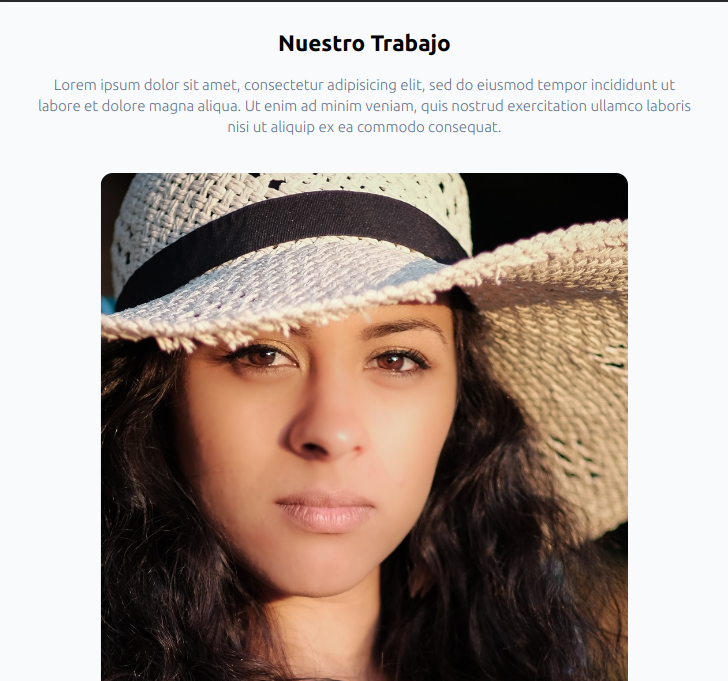 Nuestro Trabajo
Lorem ipsum dolor sit amet, consectetur adipisicing elit, sed do eiusmod tempor incididunt ut
labore et dolore magna aliqua. Ut enim ad minim veniam, quis nostrud exercitation ullamco laboris
nisi ut aliquip ex ea commodo consequat.